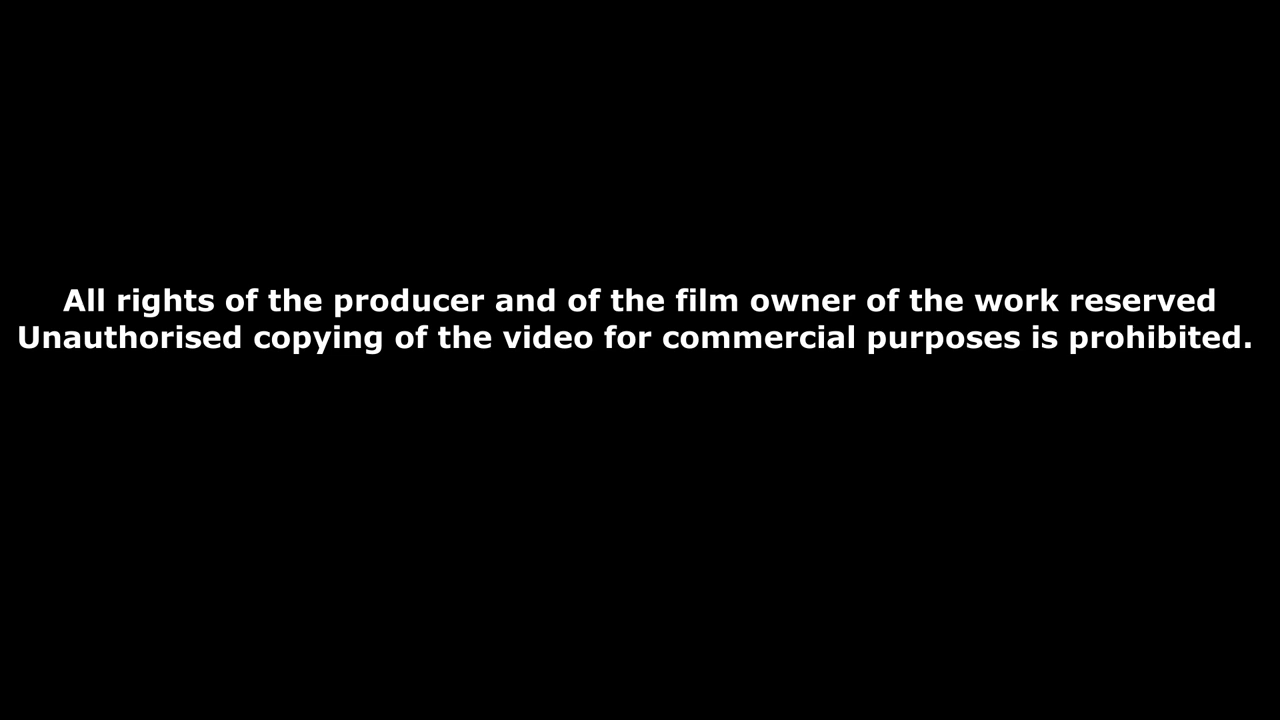 All rights of the producer and of the film owner of the work reserved
Unauthorised copying of the video for commercial purposes is prohibited.